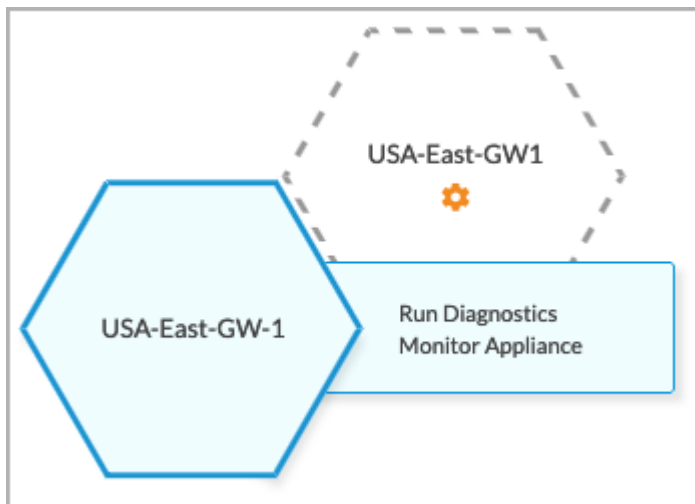 USA-East-GW1
USA-East-GW-1
Run Diagnostics
Monitor Appliance